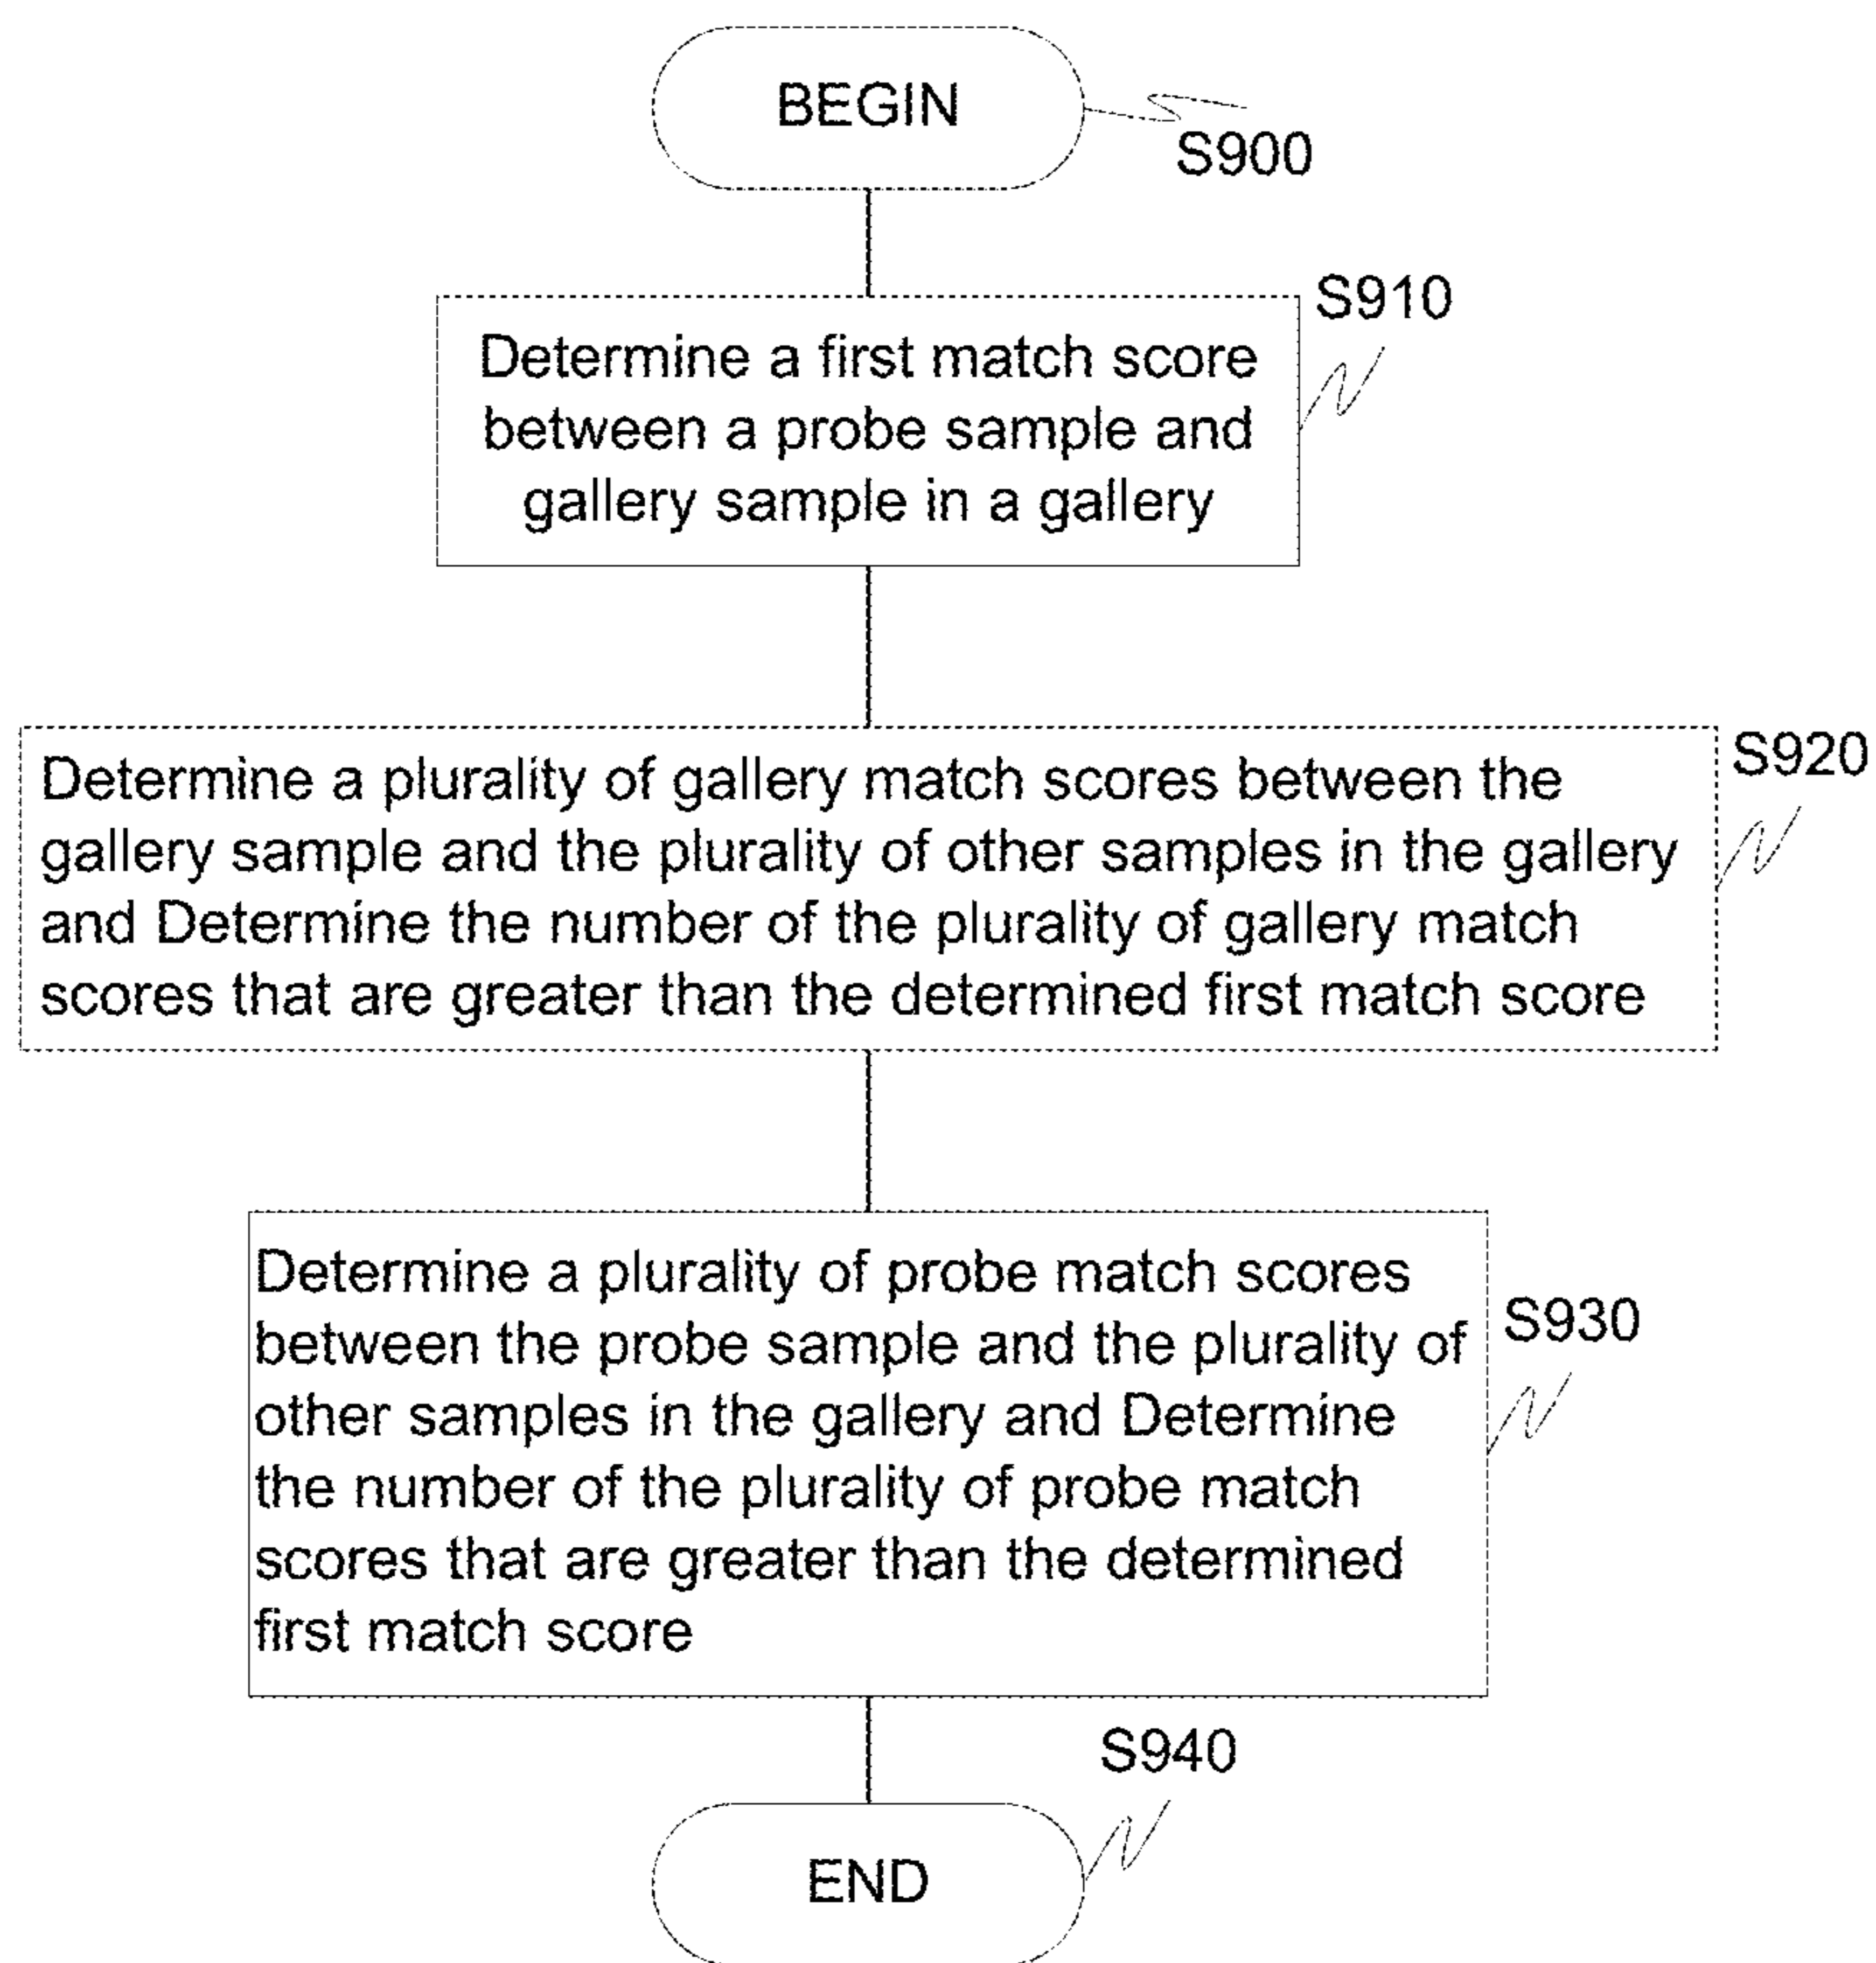 BEGIN
S900
S910
Determine a first match score
between a probe sample and
gallery sample in a gallery
S920
Determine a plurality of gallery match scores between the
gallery sample and the plurality of other samples in the gallery
and Determine the number of the plurality of gallery match
scores that are greater than the determined first match score
S930
Determine a plurality of probe match scores
between the probe sample and the plurality of
other samples in the gallery and Determine
the number of the plurality of probe match
scores that are greater than the determined
first match score
S940
END